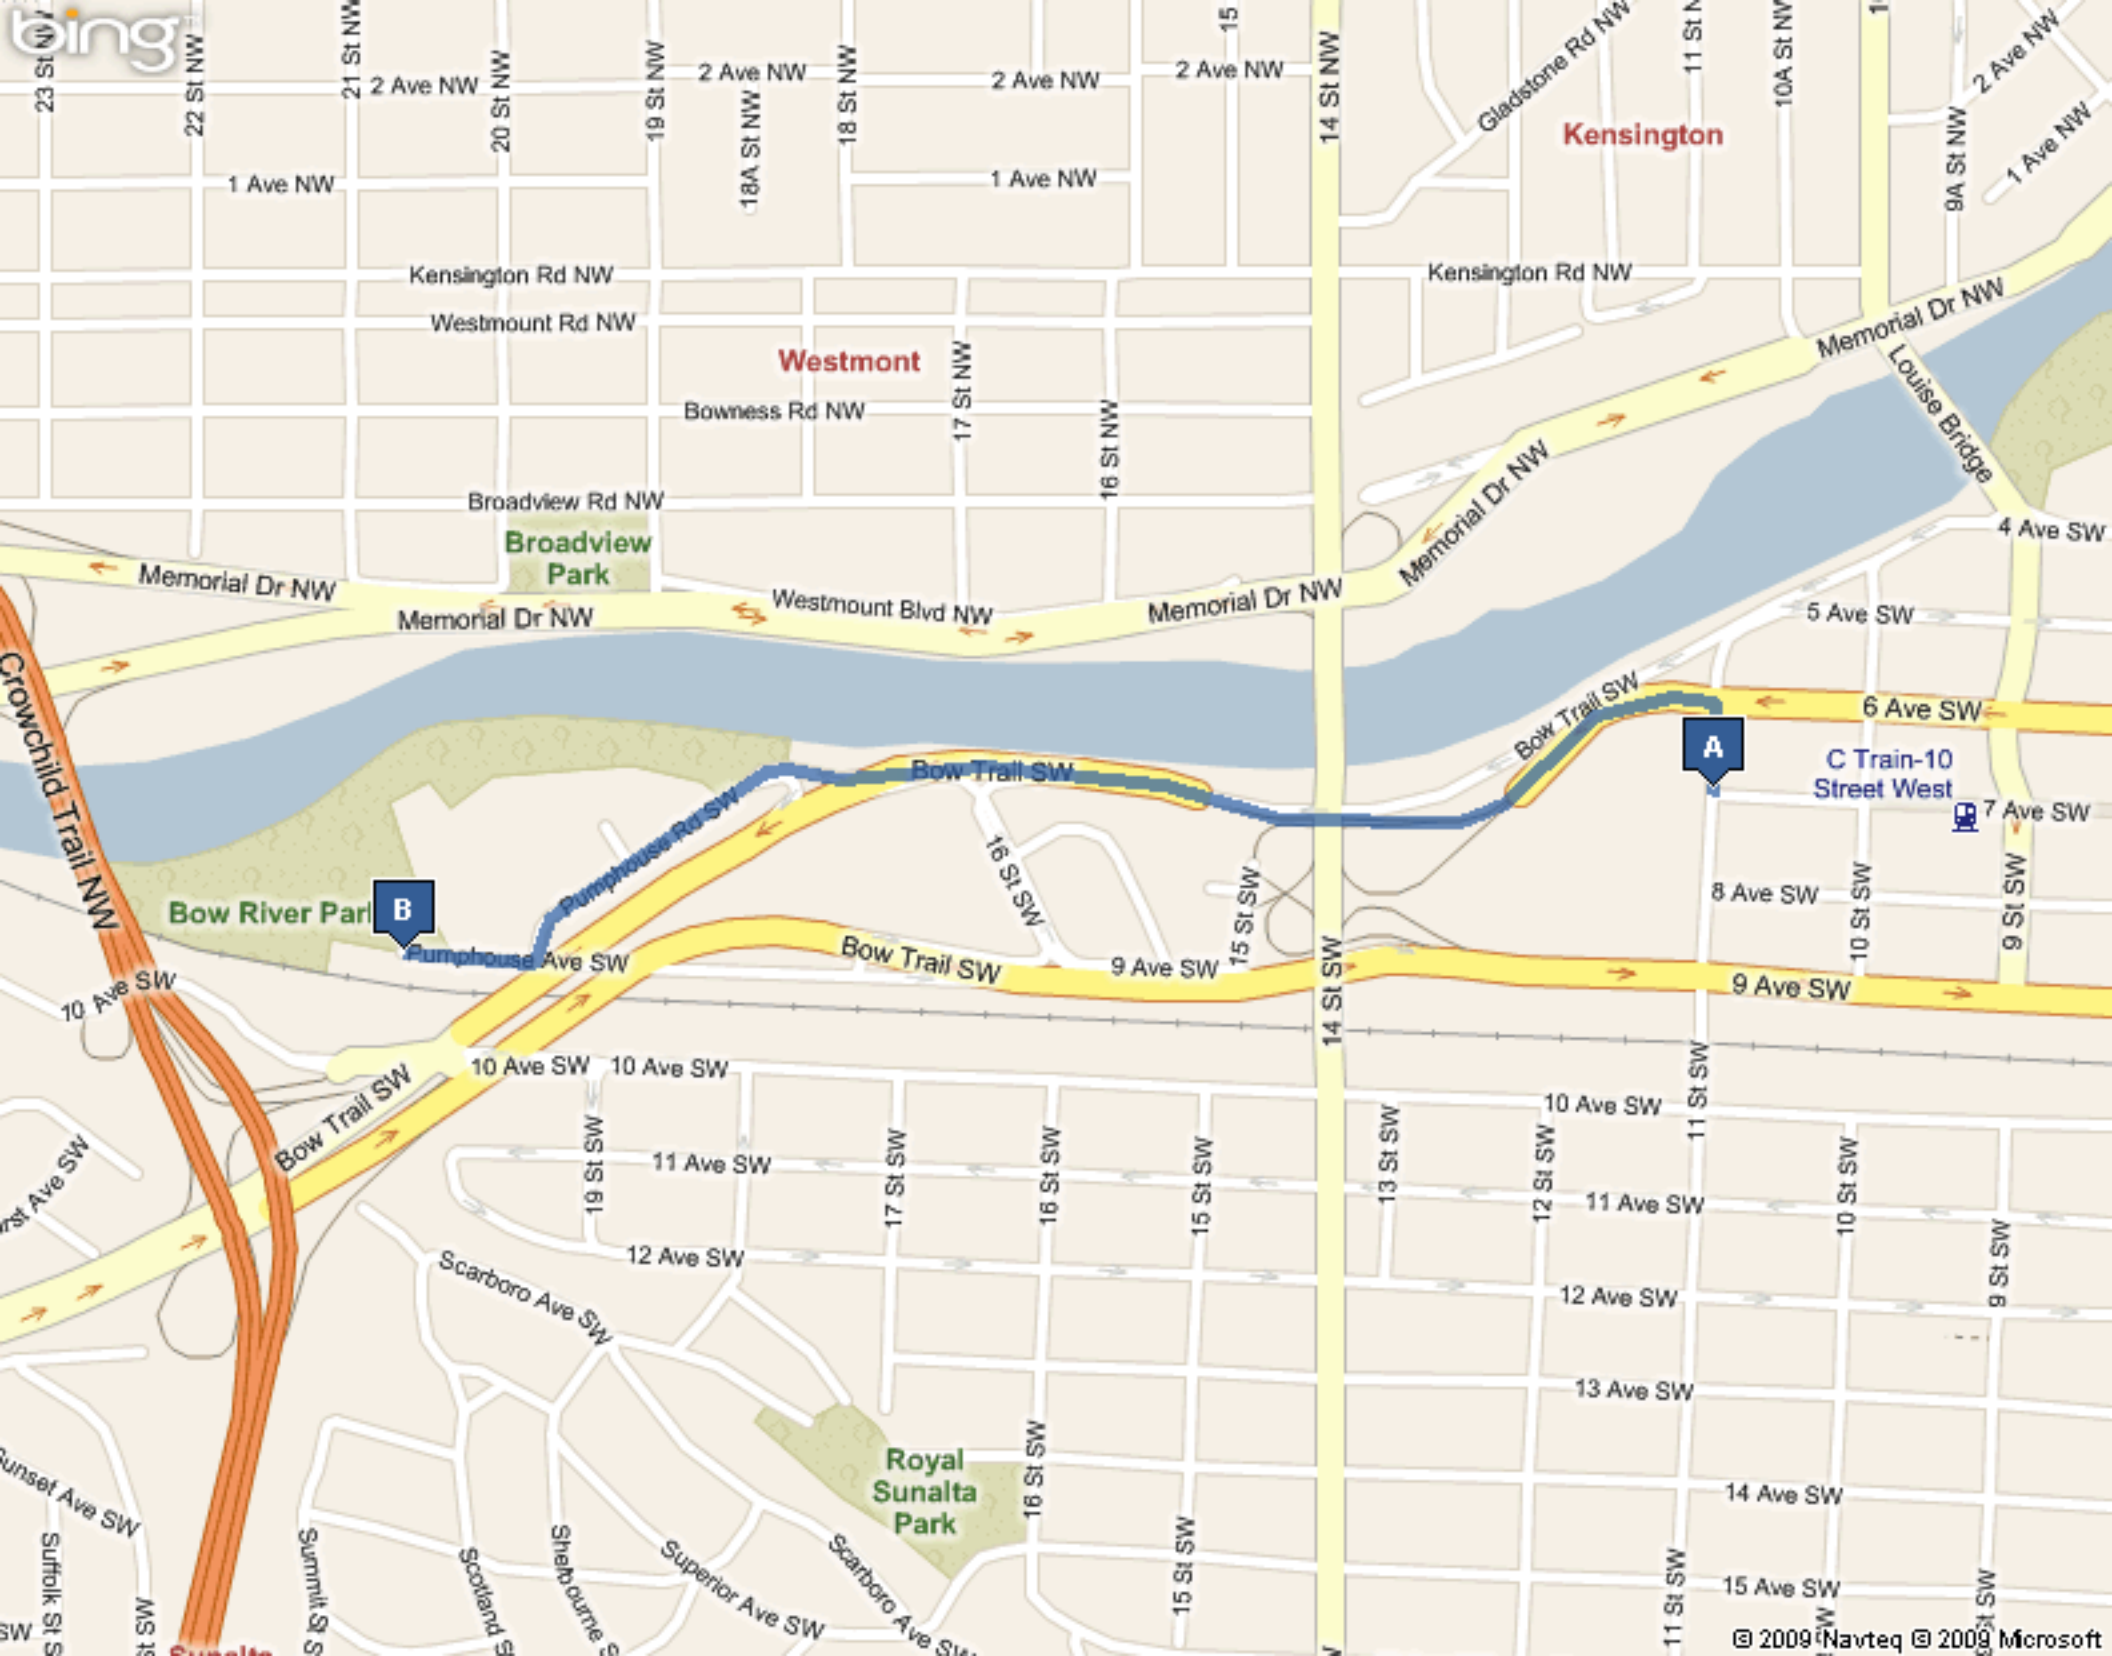 bing
23 St NW
22 St NW
21 St NW
20 St NW
19 St NW
18A St NW
18 St NW
15
14 St NW
11 St N
10A St NW
9A St NW
2 Ave NW
2 Ave NW
2 Ave NW
2 Ave NW
2 Ave NW
1 Ave NW
1 Ave NW
1 Ave NW
Gladstone Rd NW
Kensington
Kensington Rd NW
Kensington Rd NW
Westmount Rd NW
Westmont
Bowness Rd NW
17 St NW
16 St NW
Broadview Rd NW
Broadview
Park
Memorial Dr NW
Memorial Dr NW
Westmount Blvd NW
Memorial Dr NW
Memorial Dr NW
Memorial Dr NW
Louise Bridge
4 Ave SW
5 Ave SW
6 Ave SW
Bow Trail SW
A
C Train-10
Street West
7 Ave SW
8 Ave SW
9 Ave SW
10 St SW
9 St SW
Crowchild Trail NW
Bow Trail SW
Pumphouse Rd SW
16 St SW
15 St SW
Bow River Park
B
Pumphouse Ave SW
Bow Trail SW
9 Ave SW
14 St SW
10 Ave SW
Bow Trail SW
10 Ave SW
10 Ave SW
10 Ave SW
11 St SW
19 St SW
11 Ave SW
17 St SW
16 St SW
15 St SW
13 St SW
12 St SW
11 Ave SW
10 St SW
9 St SW
12 Ave SW
12 Ave SW
Scarboro Ave SW
13 Ave SW
Royal
Sunalta
Park
16 St SW
14 Ave SW
15 Ave SW
15 St SW
11 St SW
Sunset Ave SW
Suffolk St S
St SW
Summit St S
Scotland St
Shelbourne S
Superior Ave SW
Scarboro Ave SW
Sunalta
© 2009 Navteq © 2009 Microsoft